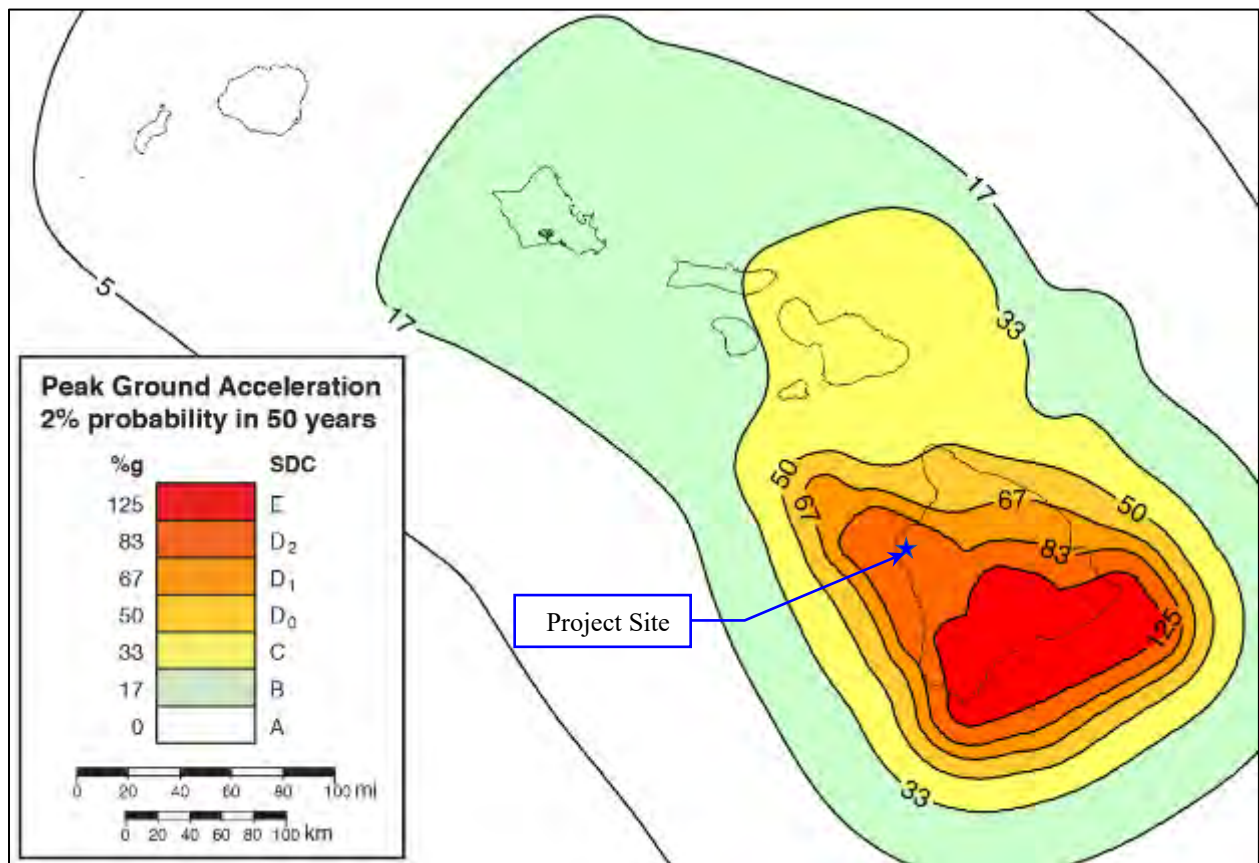 17
5
17
33
Peak Ground Acceleration
2% probability in 50 years
%g SDC
125 E
83 D₂
67 D₁
50 D₀
33 C
17 B
0 A
0 20 40 60 80 100 mi
0 20 40 60 80 100 km
50
67
67
50
83
Project Site
125
33